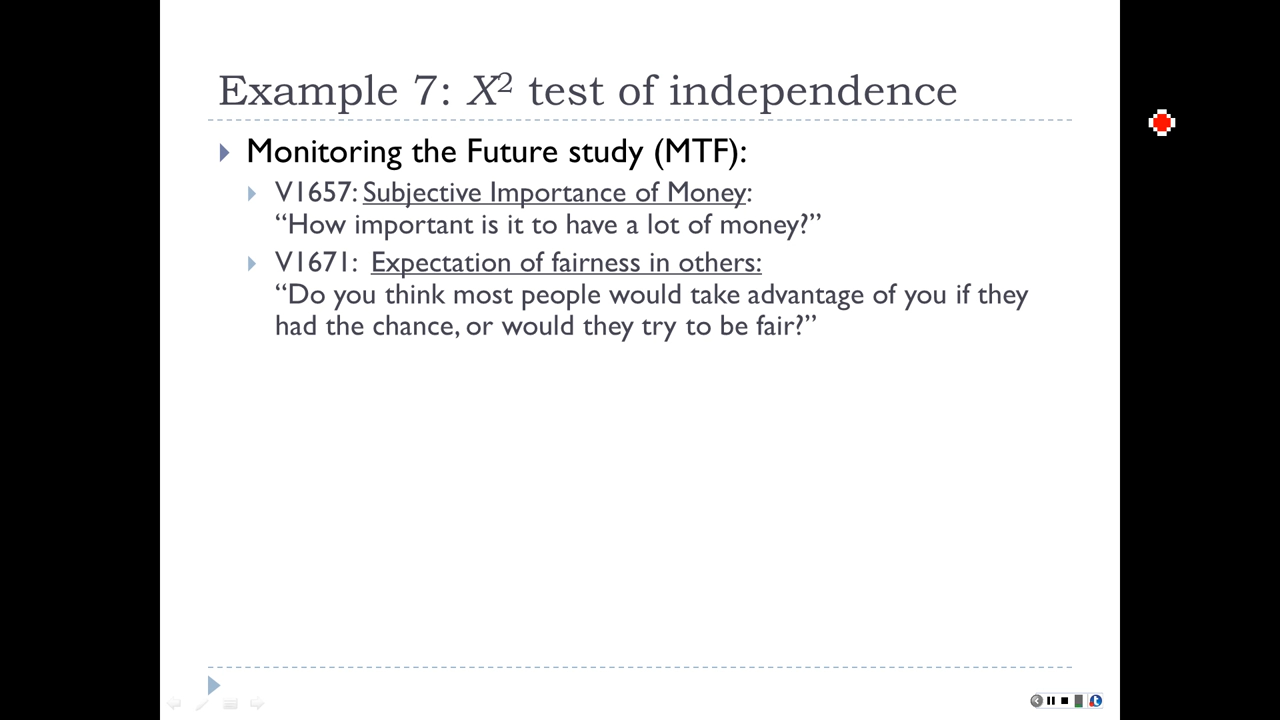 Example 7: X² test of independence
Monitoring the Future study (MTF):
V1657: Subjective Importance of Money:
“How important is it to have a lot of money?”
V1671: Expectation of fairness in others:
“Do you think most people would take advantage of you if they
had the chance, or would they try to be fair?”